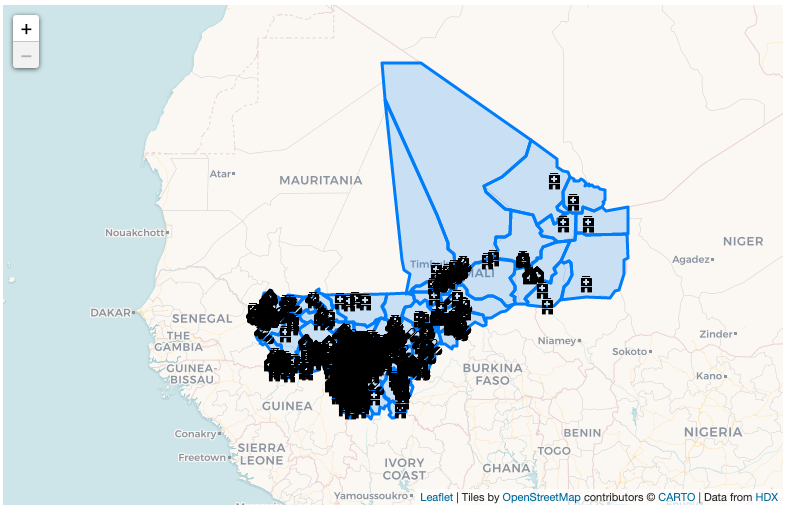 +
−
Atar
MAURITANIA
Nouakchott
NIGER
Agadez
MALI
DAKAR
SENEGAL
THE
GAMBIA
GUINEA-
BISSAU
Niamey
Zinder
Sokoto
Kano
BURKINA
FASO
GUINEA
Conakry
Freetown
SIERRA
LEONE
IVORY
COAST
Yamoussoukro
GHANA
TOGO
BENIN
NIGERIA
Leaflet | Tiles by OpenStreetMap contributors © CARTO | Data from HDX